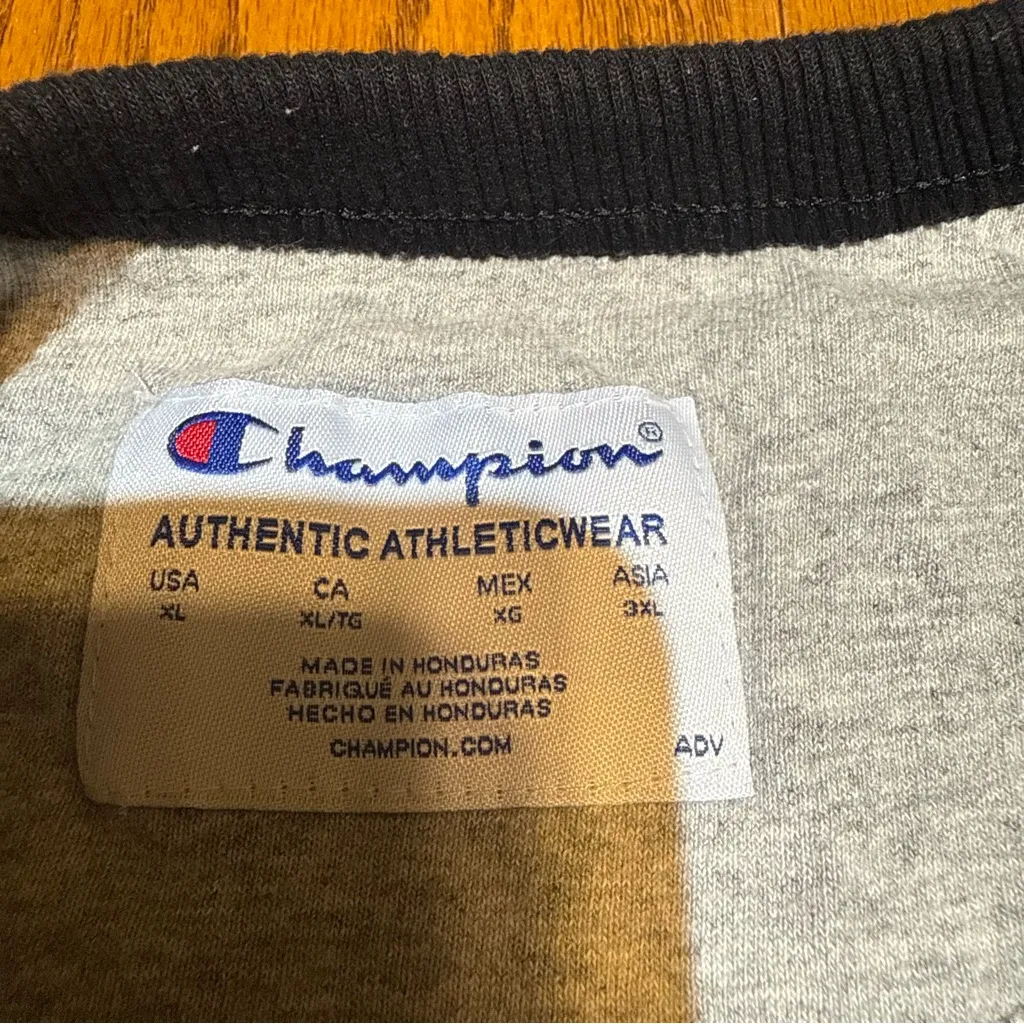 Champion®
AUTHENTIC ATHLETICWEAR
USA CA MEX ASIA
XL XL/TG XG 3XL
MADE IN HONDURAS
FABRIQUÉ AU HONDURAS
HECHO EN HONDURAS
CHAMPION.COM ADV